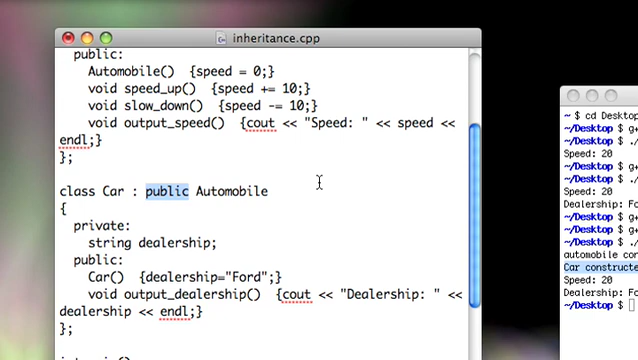 inheritance.cpp
public:
Automobile() {speed = 0;}
void speed_up() {speed += 10;}
void slow_down() {speed -= 10;}
void output_speed() {cout << "Speed: " << speed <<
endl;}
};
class Car : public Automobile
{
private:
string dealership;
public:
Car() {dealership="Ford";}
void output_dealership() {cout << "Dealership: " <<
dealership << endl;}
};
~ $ cd Desktop
~/Desktop $ g+
~/Desktop $ ./
Speed: 20
~/Desktop $ g+
~/Desktop $ ./
Speed: 20
Dealership: Fo
~/Desktop $ g+
~/Desktop $ g+
~/Desktop $ ./
automobile con
Car constructe
Speed: 20
Dealership: Fo
~/Desktop $